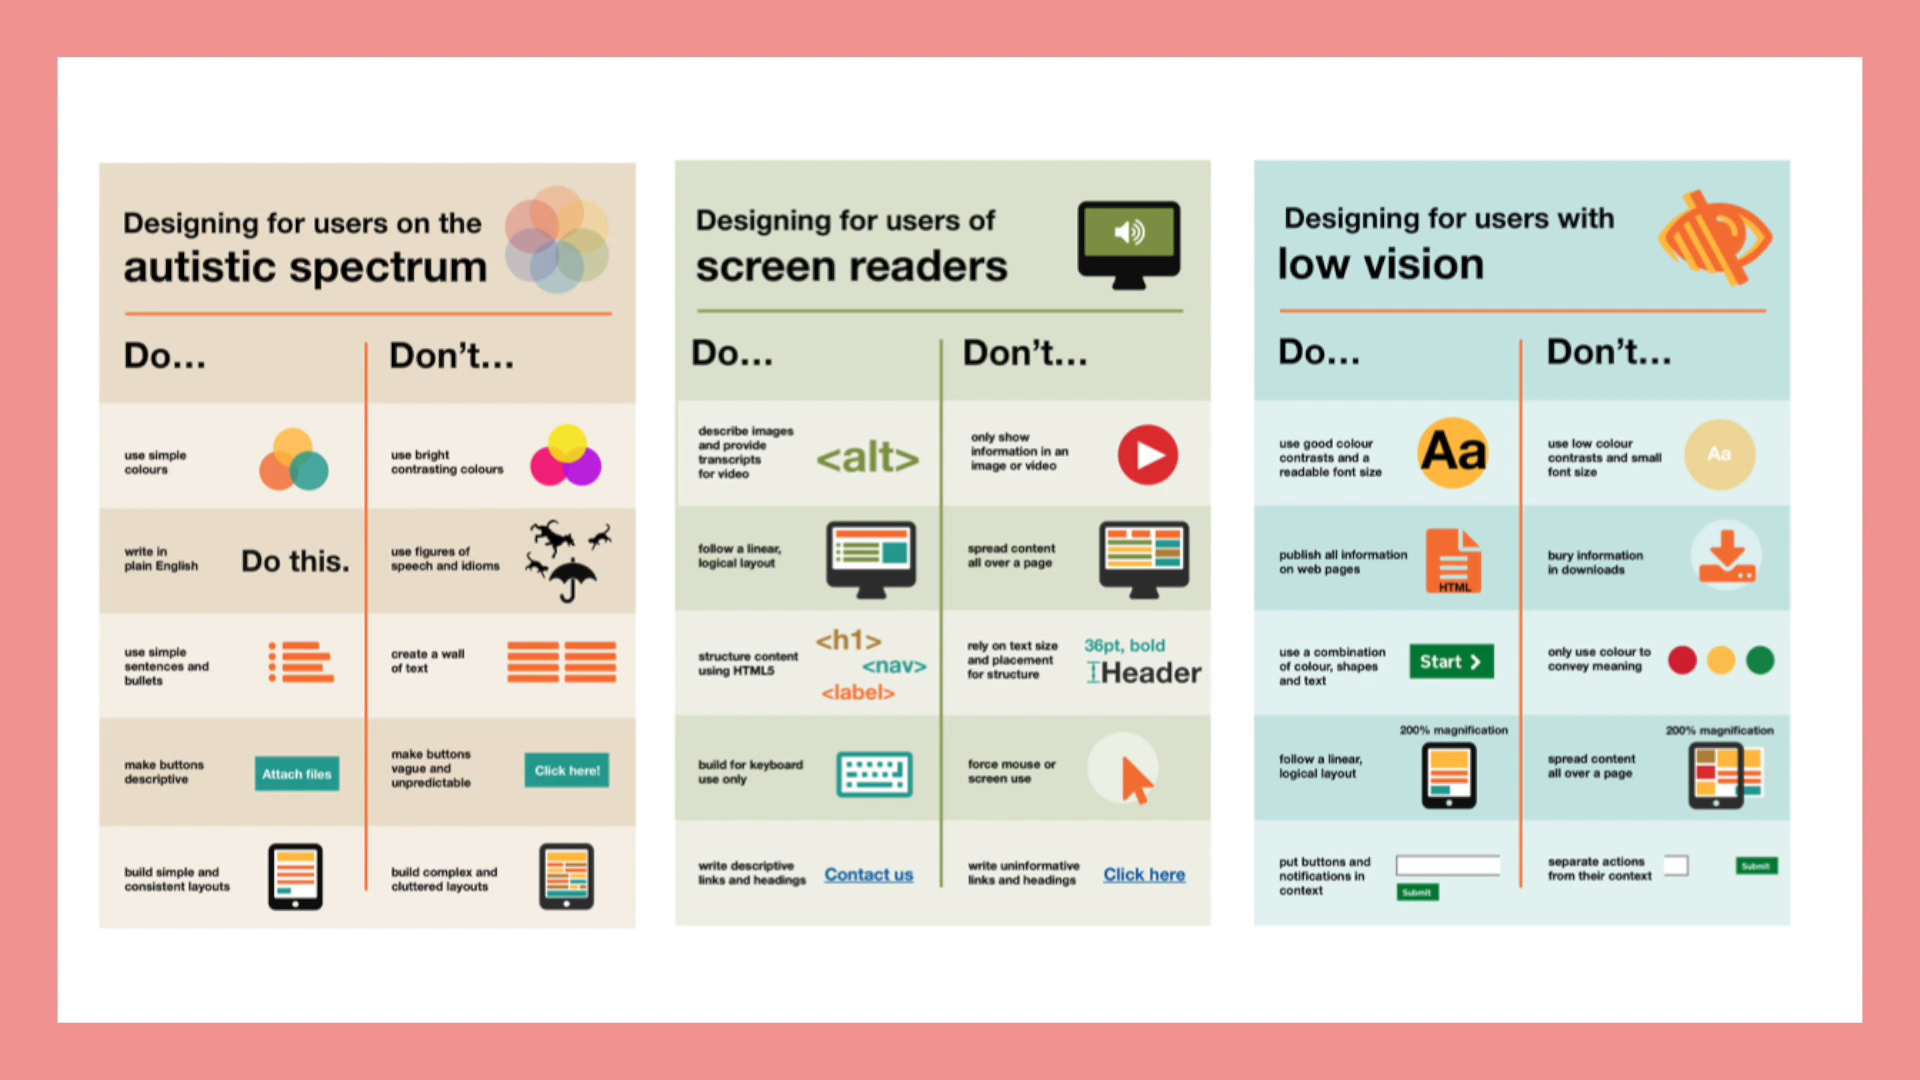 Designing for users on the
autistic spectrum
Do...
Don't...
use simple
colours
use bright
contrasting colours
write in
plain English
Do this.
use figures of
speech and idioms
use simple
sentences and
bullets
create a wall
of text
make buttons
descriptive
Attach files
make buttons
vague and
unpredictable
Click here!
build simple and
consistent layouts
build complex and
cluttered layouts
Designing for users of
screen readers
Do...
Don't...
describe images
and provide
transcripts
for video
<alt>
only show
information in an
image or video
follow a linear,
logical layout
spread content
all over a page
structure content
using HTML5
<h1>
<nav>
<label>
rely on text size
and placement
for structure
36pt, bold
Header
build for keyboard
use only
force mouse or
screen use
write descriptive
links and headings
Contact us
write uninformative
links and headings
Click here
Designing for users with
low vision
Do...
Don't...
use good colour
contrasts and a
readable font size
Aa
use low colour
contrasts and small
font size
Aa
publish all information
on web pages
HTML
bury information
in downloads
use a combination
of colour, shapes
and text
Start
only use colour to
convey meaning
follow a linear,
logical layout
200% magnification
spread content
all over a page
200% magnification
put buttons and
notifications in
context
Submit
separate actions
from their context
Submit